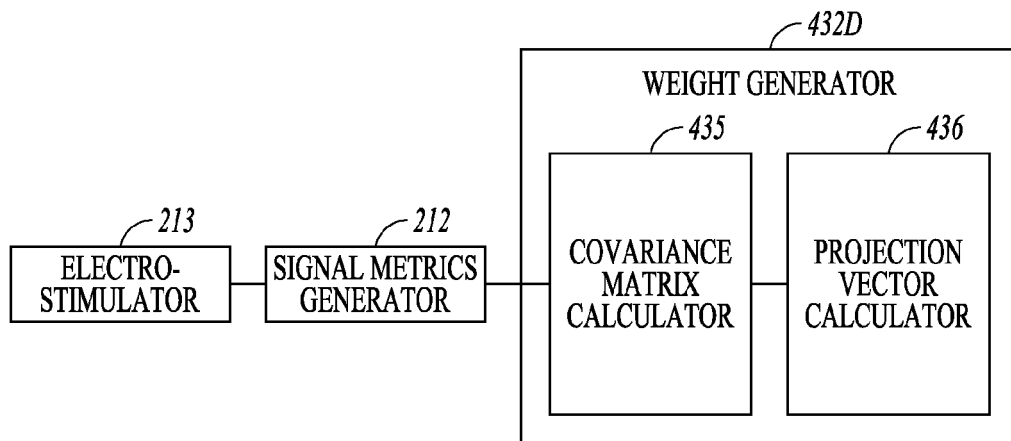 432D
WEIGHT GENERATOR
435
436
213
212
ELECTRO-
STIMULATOR
SIGNAL METRICS
GENERATOR
COVARIANCE
MATRIX
CALCULATOR
PROJECTION
VECTOR
CALCULATOR